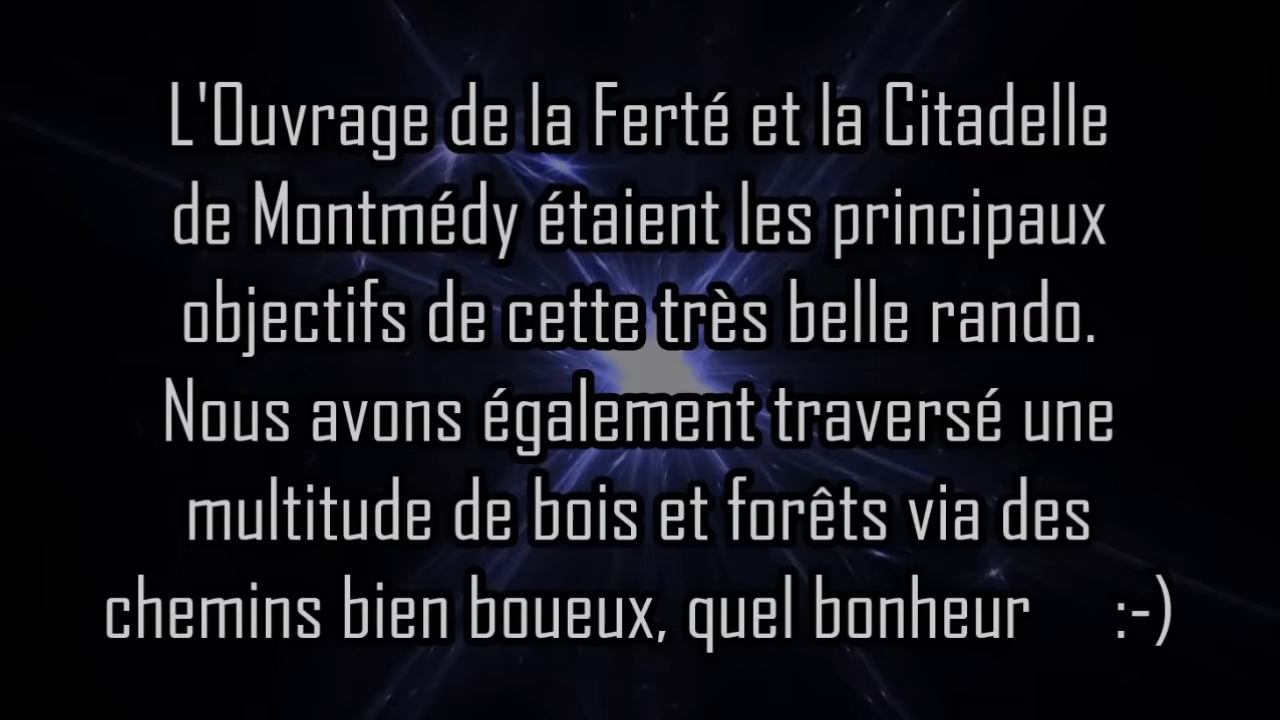 L'Ouvrage de la Ferté et la Citadelle
de Montmédy étaient les principaux
objectifs de cette très belle rando.
Nous avons également traversé une
multitude de bois et forêts via des
chemins bien boueux, quel bonheur :-)